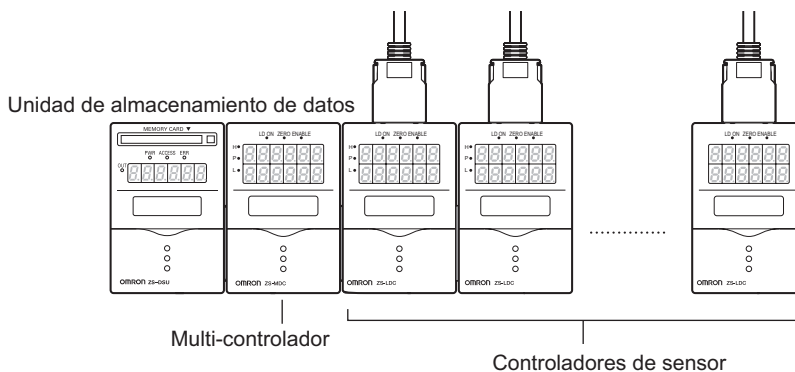 Unidad de almacenamiento de datos
MEMORY CARD ▼
PWR ACCESS ERR
OUT
OMRON ZS-DSU
LD ON ZERO ENABLE
H
P
L
OMRON ZS-MDC
LD ON ZERO ENABLE
H
P
L
OMRON ZS-LDC
LD ON ZERO ENABLE
H
P
L
OMRON ZS-LDC
LD ON ZERO ENABLE
H
P
L
OMRON ZS-LDC
Multi-controlador
Controladores de sensor